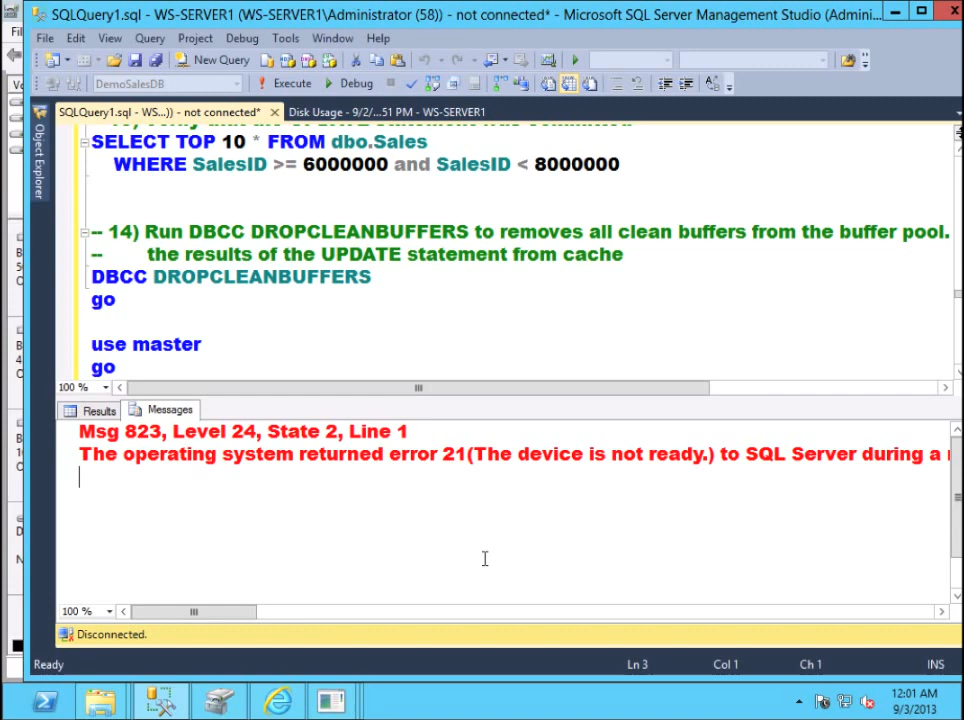 SQLQuery1.sql - WS-SERVER1 (WS-SERVER1\Administrator (58)) - not connected* - Microsoft SQL Server Management Studio (Admini...
File Edit View Query Project Debug Tools Window Help
New Query
DemoSalesDB
Execute
Debug
SQLQuery1.sql - WS...)) - not connected*
Disk Usage - 9/2/...51 PM - WS-SERVER1
Object Explorer
SELECT TOP 10 * FROM dbo.Sales
WHERE SalesID >= 6000000 and SalesID < 8000000
-- 14) Run DBCC DROPCLEANBUFFERS to removes all clean buffers from the buffer pool.
-- the results of the UPDATE statement from cache
DBCC DROPCLEANBUFFERS
go
use master
go
100 %
Results
Messages
Msg 823, Level 24, State 2, Line 1
The operating system returned error 21(The device is not ready.) to SQL Server during a
100 %
Disconnected.
Ready
Ln 3
Col 1
Ch 1
INS
12:01 AM
9/3/2013